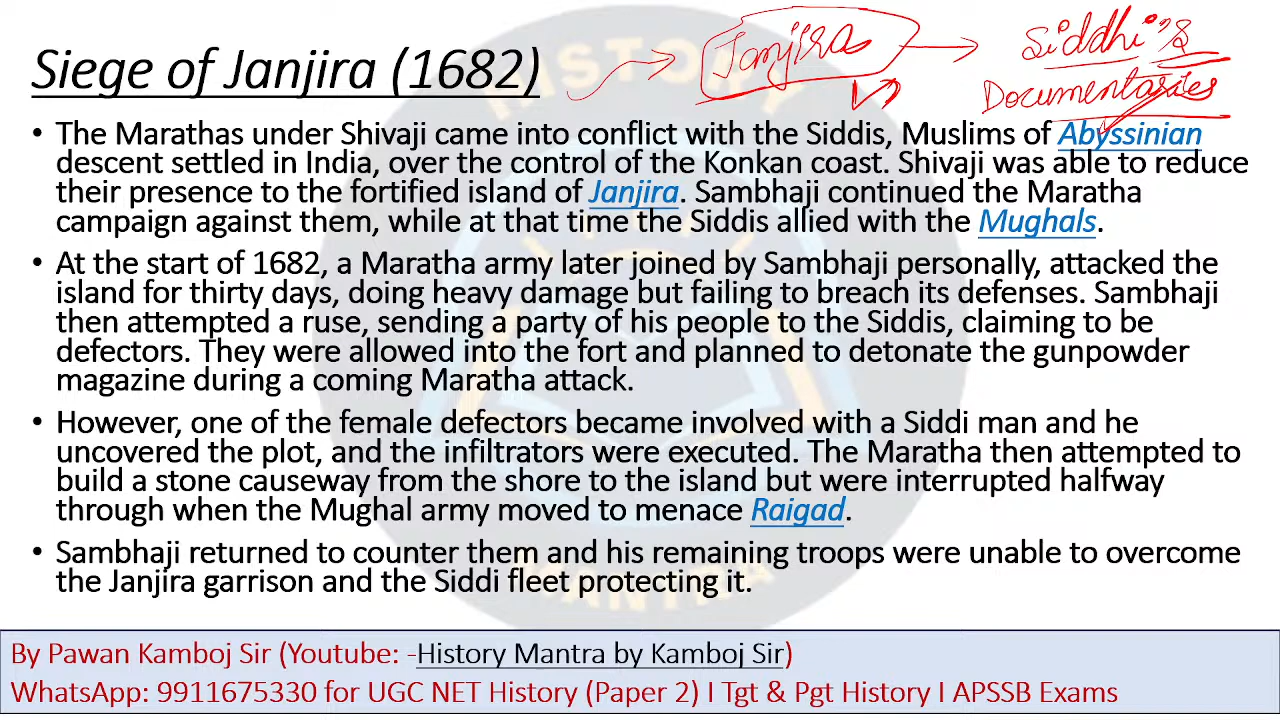 Siege of Janjira (1682)
Janjira
Siddhi's
Documentaries
• The Marathas under Shivaji came into conflict with the Siddis, Muslims of Abyssinian
descent settled in India, over the control of the Konkan coast. Shivaji was able to reduce
their presence to the fortified island of Janjira. Sambhaji continued the Maratha
campaign against them, while at that time the Siddis allied with the Mughals.
• At the start of 1682, a Maratha army later joined by Sambhaji personally, attacked the
island for thirty days, doing heavy damage but failing to breach its defenses. Sambhaji
then attempted a ruse, sending a party of his people to the Siddis, claiming to be
defectors. They were allowed into the fort and planned to detonate the gunpowder
magazine during a coming Maratha attack.
• However, one of the female defectors became involved with a Siddi man and he
uncovered the plot, and the infiltrators were executed. The Maratha then attempted to
build a stone causeway from the shore to the island but were interrupted halfway
through when the Mughal army moved to menace Raigad.
• Sambhaji returned to counter them and his remaining troops were unable to overcome
the Janjira garrison and the Siddi fleet protecting it.
HISTORY
MANTRA
By Pawan Kamboj Sir (Youtube: -History Mantra by Kamboj Sir)
WhatsApp: 9911675330 for UGC NET History (Paper 2) I Tgt & Pgt History I APSSB Exams